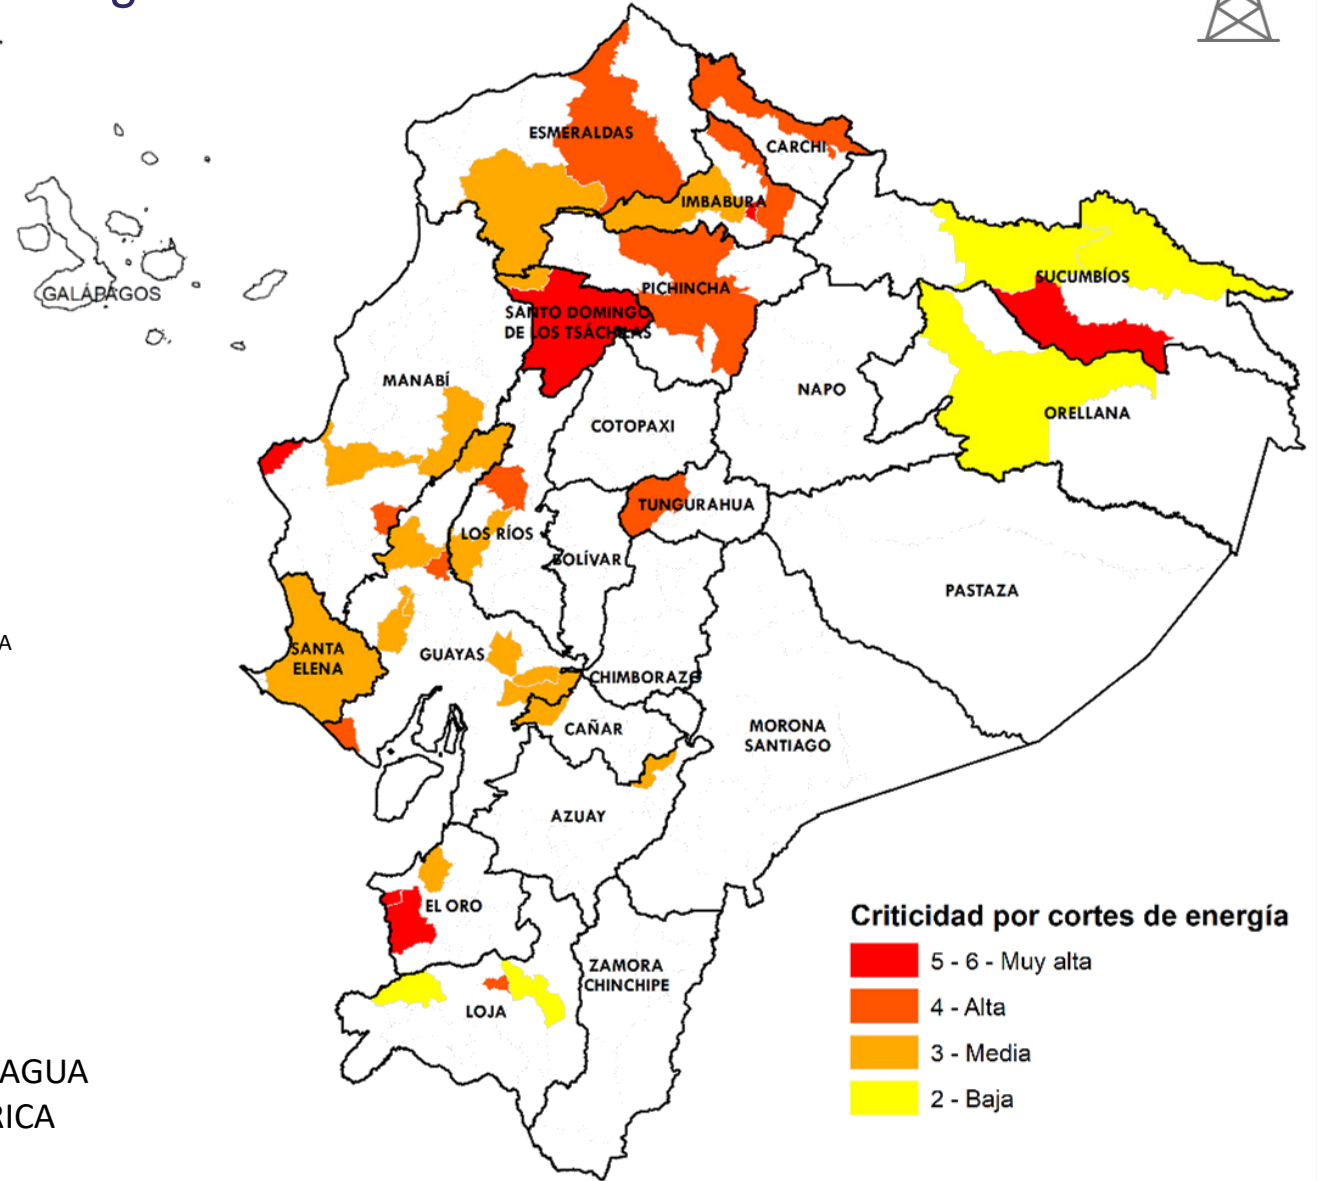 ESMERALDAS
CARCHI
IMBABURA
SUCUMBÍOS
PICHINCHA
GALÁPAGOS
SANTO DOMINGO
DE LOS TSÁCHILAS
MANABÍ
NAPO
ORELLANA
COTOPAXI
TUNGURAHUA
LOS RÍOS
BOLÍVAR
PASTAZA
A
SANTA
ELENA
GUAYAS
CHIMBORAZO
CAÑAR
MORONA
SANTIAGO
AZUAY
EL ORO
ZAMORA
CHINCHIPE
LOJA
Criticidad por cortes de energía
5 - 6 - Muy alta
4 - Alta
3 - Media
2 - Baja
AGUA
RICA